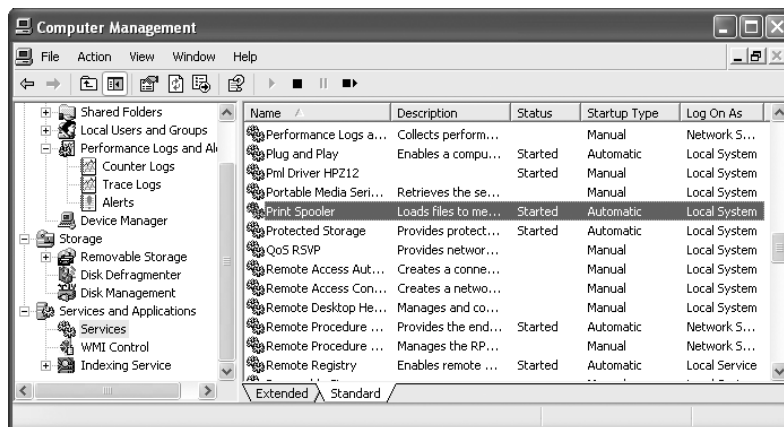 Computer Management
File Action View Window Help
Shared Folders
Local Users and Groups
Performance Logs and Al
Counter Logs
Trace Logs
Alerts
Device Manager
Storage
Removable Storage
Disk Defragmenter
Disk Management
Services and Applications
Services
WMI Control
Indexing Service
Name Description Status Startup Type Log On As
Performance Logs a... Collects perform... Manual Network S...
Plug and Play Enables a compu... Started Automatic Local System
Pml Driver HPZ12 Started Manual Local System
Portable Media Seri... Retrieves the se... Manual Local System
Print Spooler Loads files to me... Started Automatic Local System
Protected Storage Provides protect... Started Automatic Local System
QoS RSVP Provides networ... Manual Local System
Remote Access Aut... Creates a conne... Manual Local System
Remote Access Con... Creates a netwo... Manual Local System
Remote Desktop He... Manages and co... Manual Local System
Remote Procedure ... Provides the end... Started Automatic Network S...
Remote Procedure ... Manages the RP... Manual Network S...
Remote Registry Enables remote ... Started Automatic Local Service
Extended Standard